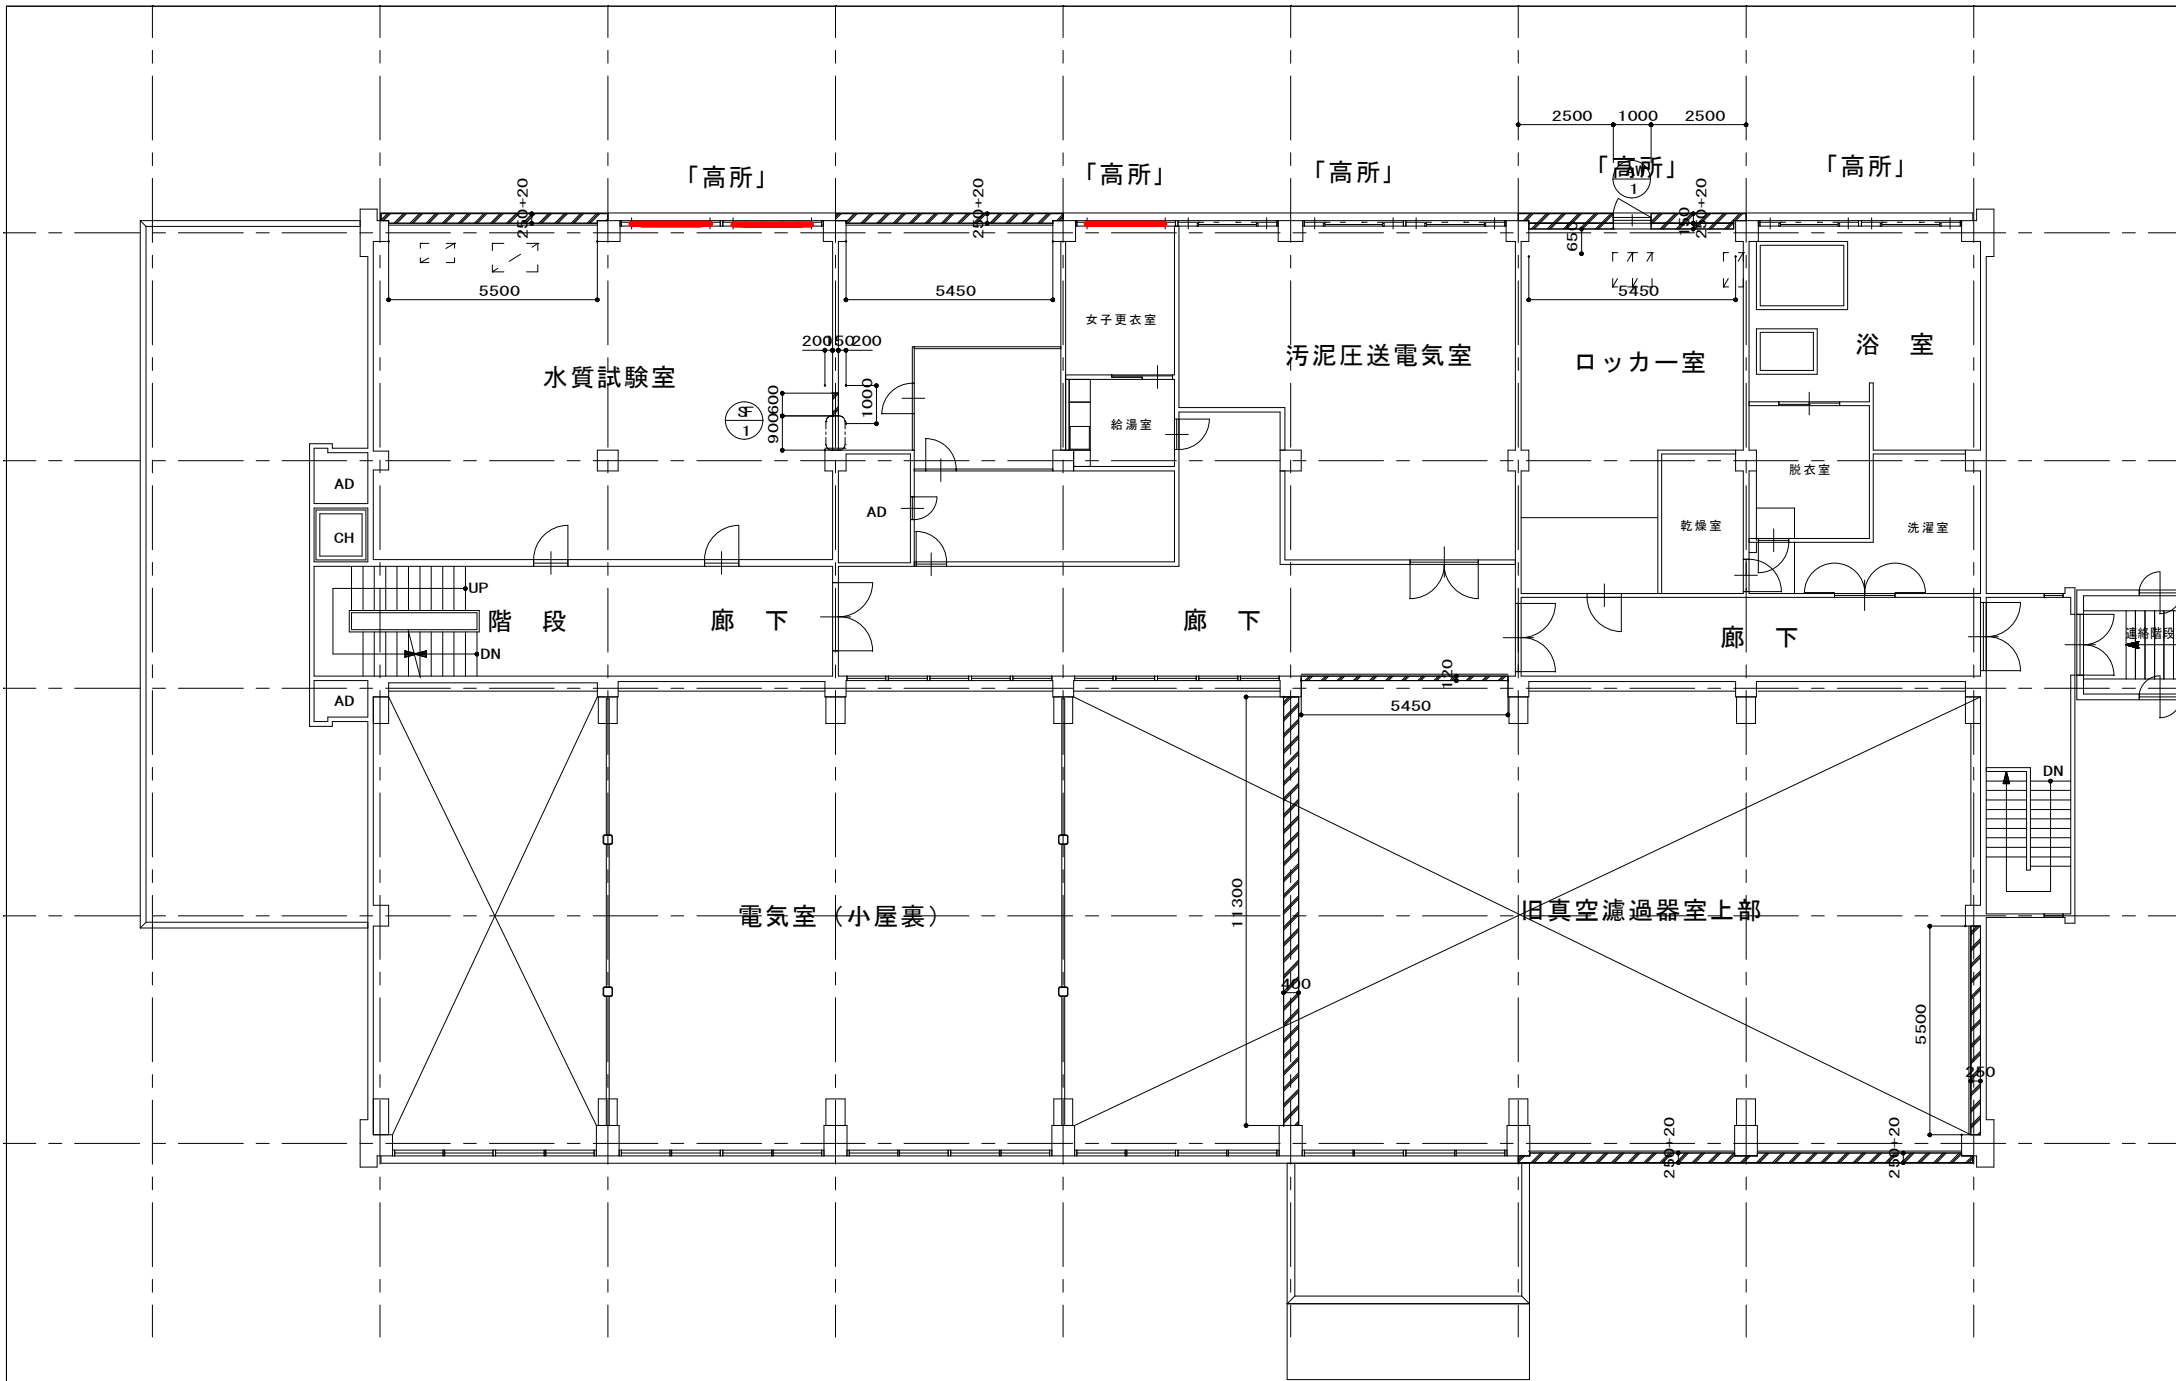 2500 1000 2500
「高所」
「高所」
「高所」
「高所」
「高所」
AW
1
250+20
250+20
150
250+20
650
5500
5450
5450
女子更衣室
水質試験室
200 150 200
汚泥圧送電気室
ロッカー室
浴 室
SF
1
900 600
1000
給湯室
脱衣室
AD
AD
CH
乾燥室
洗濯室
UP
階 段
廊 下
廊 下
廊 下
連絡階段
DN
AD
120
5450
DN
11300
電気室（小屋裏）
旧真空濾過器室上部
400
5500
250
250+20
250+20